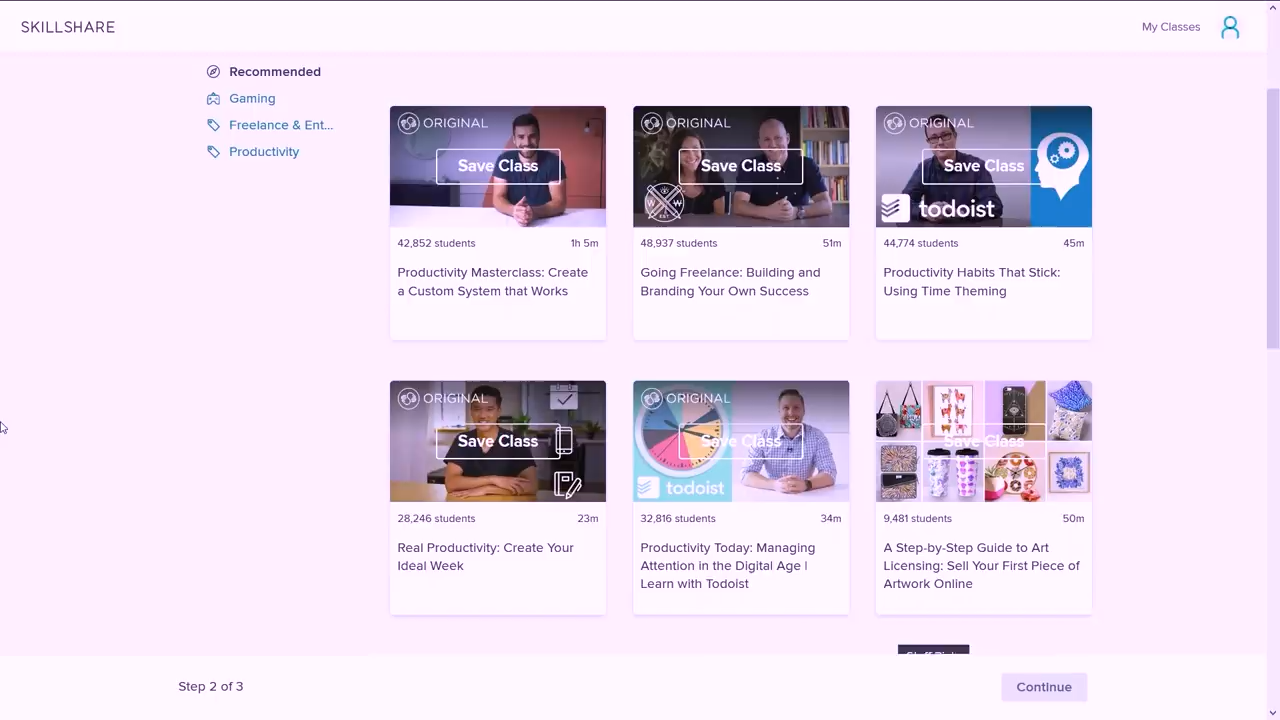 SKILLSHARE
My Classes
Recommended
Gaming
Freelance & Ent...
Productivity
ORIGINAL
Save Class
42,852 students
1h 5m
Productivity Masterclass: Create
a Custom System that Works
ORIGINAL
Save Class
48,937 students
51m
Going Freelance: Building and
Branding Your Own Success
ORIGINAL
Save Class
todoist
44,774 students
45m
Productivity Habits That Stick:
Using Time Theming
ORIGINAL
Save Class
28,246 students
23m
Real Productivity: Create Your
Ideal Week
ORIGINAL
Save Class
todoist
32,816 students
34m
Productivity Today: Managing
Attention in the Digital Age |
Learn with Todoist
Save Class
9,481 students
50m
A Step-by-Step Guide to Art
Licensing: Sell Your First Piece of
Artwork Online
Step 2 of 3
Continue